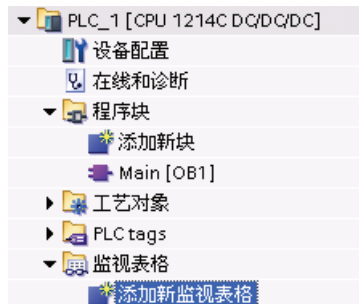 PLC_1 [CPU 1214C DC/DC/DC]
设备配置
在线和诊断
程序块
添加新块
Main [OB1]
工艺对象
PLC tags
监视表格
添加新监视表格